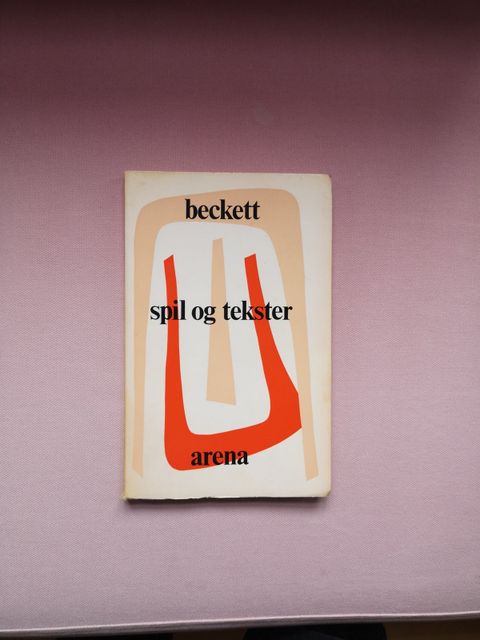 beckett
spil og tekster
arena